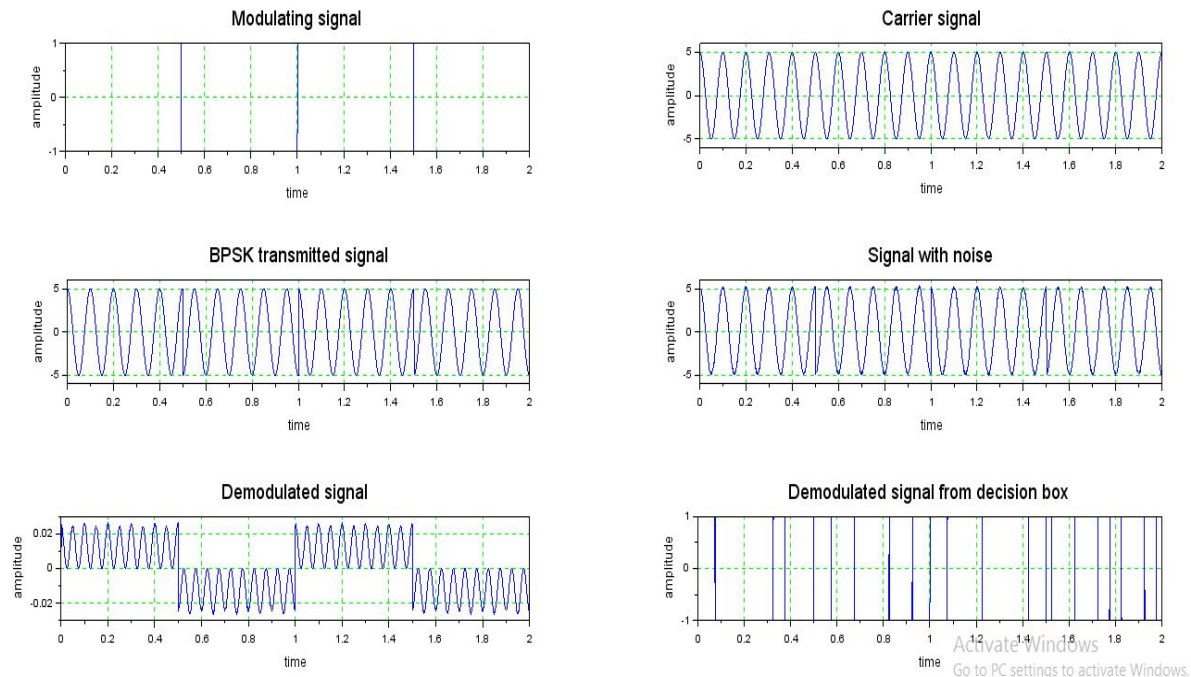 Modulating signal
amplitude
1
0
-1
0 0.2 0.4 0.6 0.8 1 1.2 1.4 1.6 1.8 2
time
Carrier signal
amplitude
5
0
-5
0 0.2 0.4 0.6 0.8 1 1.2 1.4 1.6 1.8 2
time
BPSK transmitted signal
amplitude
5
0
-5
0 0.2 0.4 0.6 0.8 1 1.2 1.4 1.6 1.8 2
time
Signal with noise
amplitude
5
0
-5
0 0.2 0.4 0.6 0.8 1 1.2 1.4 1.6 1.8 2
time
Demodulated signal
amplitude
0.02
0
-0.02
0 0.2 0.4 0.6 0.8 1 1.2 1.4 1.6 1.8 2
time
Demodulated signal from decision box
amplitude
1
0
-1
0 0.2 0.4 0.6 0.8 1 1.2 1.4 1.6 1.8 2
time
Activate Windows
Go to PC settings to activate Windows.